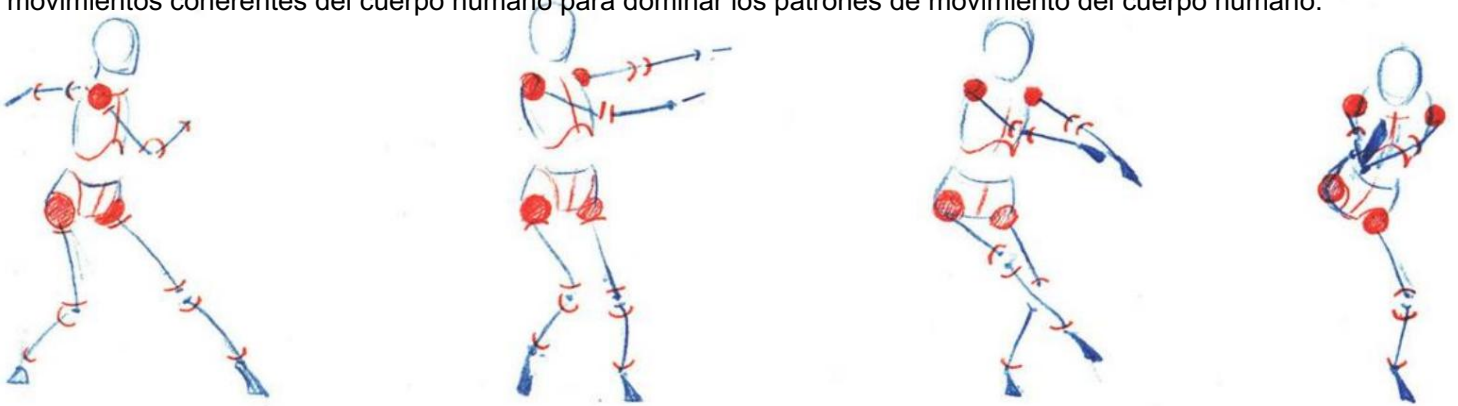 movimientos coherentes del cuerpo humano para dominar los patrones de movimiento del cuerpo humano.